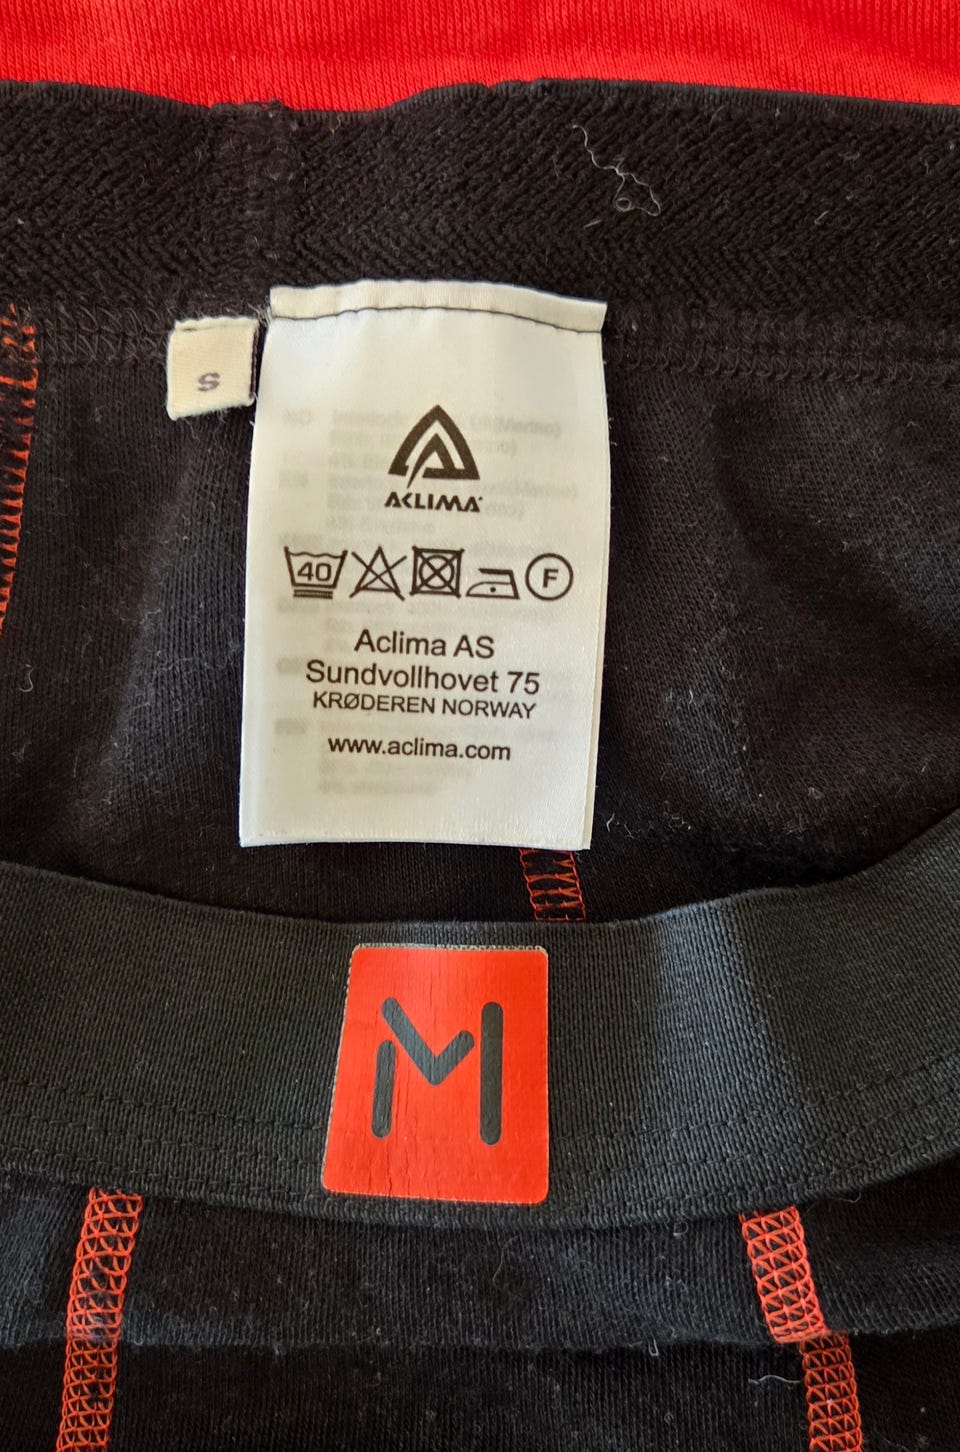 S
ACLIMA
40 F
Aclima AS
Sundvollhovet 75
KRØDEREN NORWAY
www.aclima.com
M